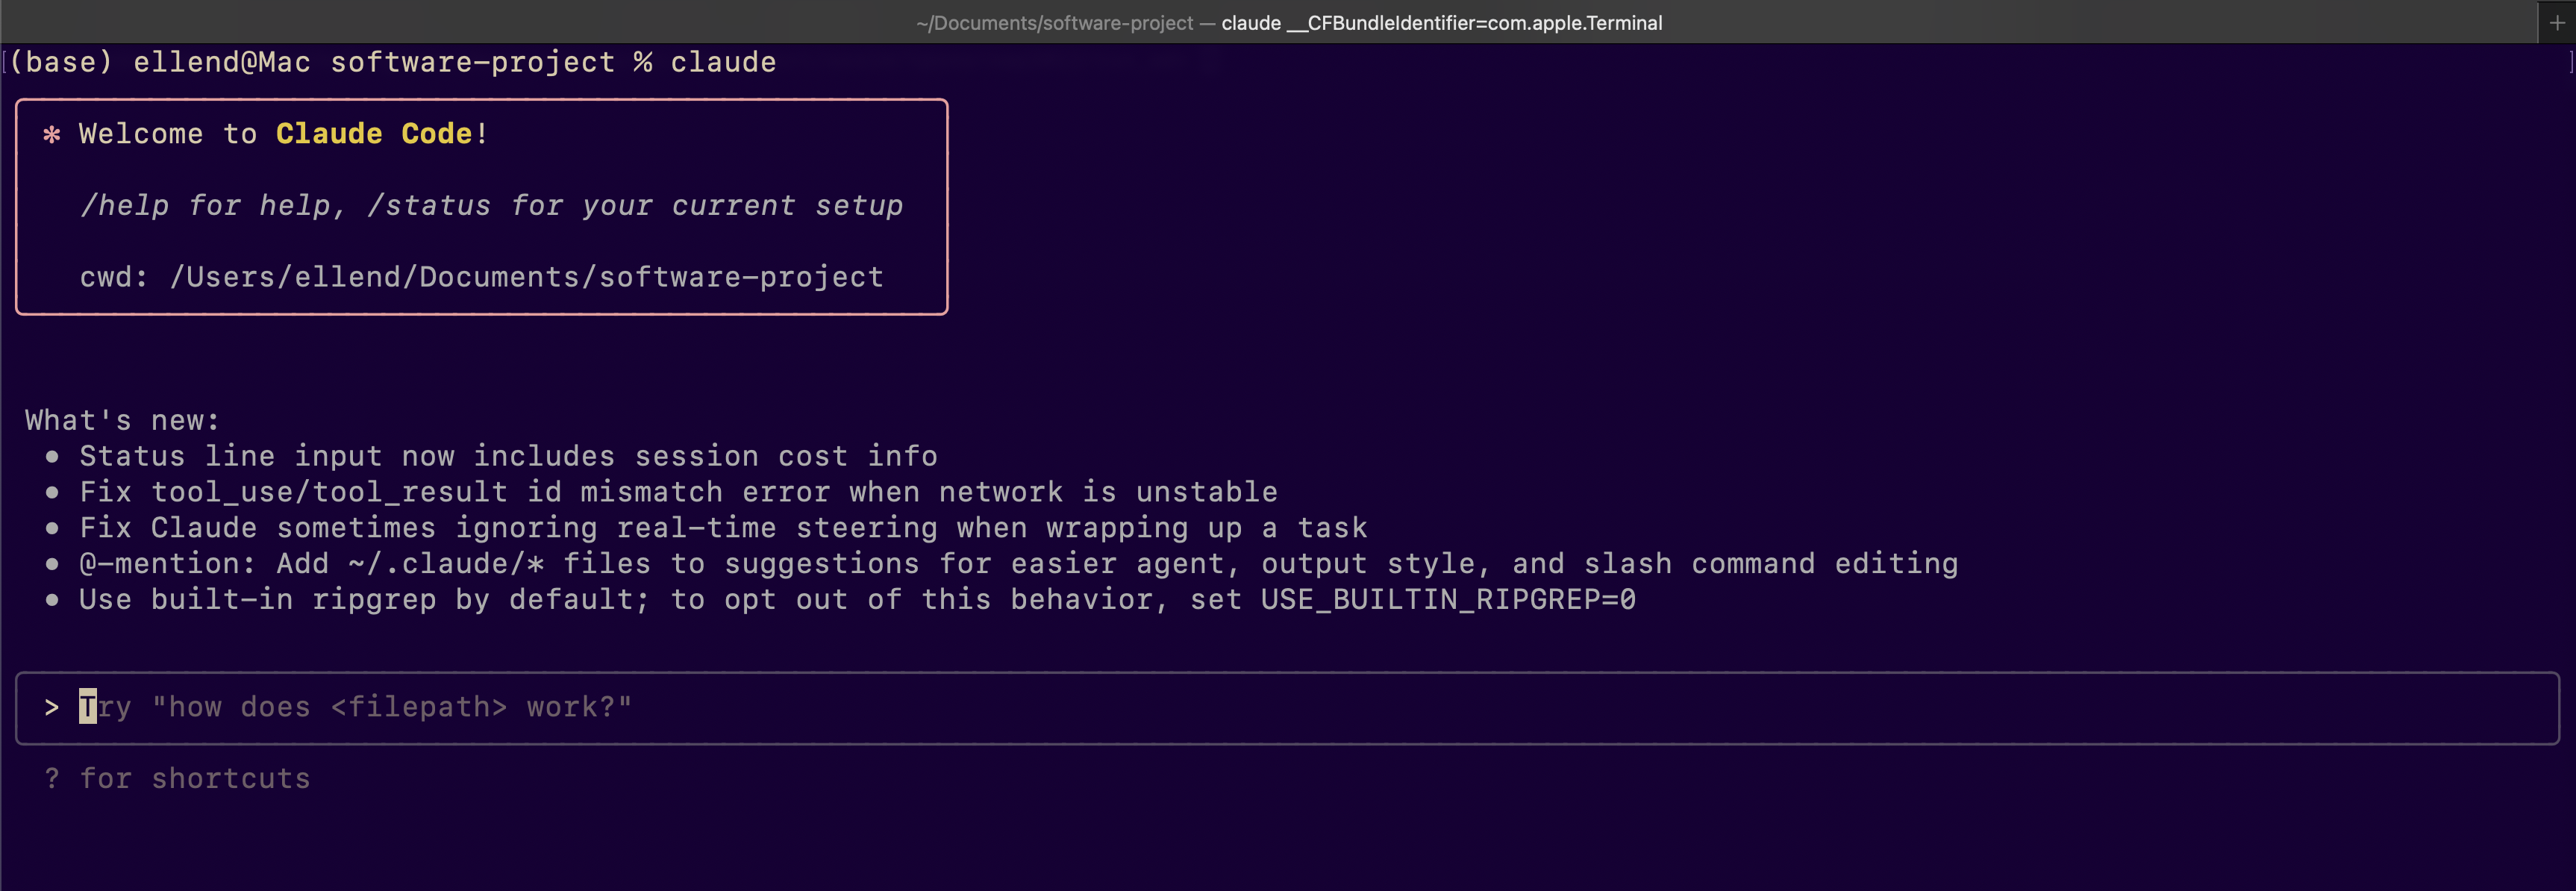 ~/Documents/software-project — claude __CFBundleIdentifier=com.apple.Terminal
+
[(base) ellend@Mac software-project % claude ]
* Welcome to Claude Code!
/help for help, /status for your current setup
cwd: /Users/ellend/Documents/software-project
What's new:
• Status line input now includes session cost info
• Fix tool_use/tool_result id mismatch error when network is unstable
• Fix Claude sometimes ignoring real-time steering when wrapping up a task
• @-mention: Add ~/.claude/* files to suggestions for easier agent, output style, and slash command editing
• Use built-in ripgrep by default; to opt out of this behavior, set USE_BUILTIN_RIPGREP=0
> Try "how does <filepath> work?"
? for shortcuts